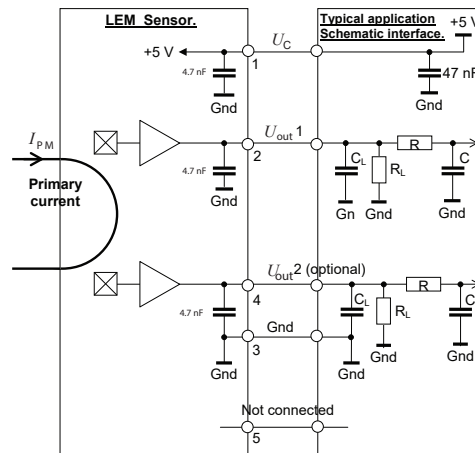 LEM Sensor.
Typical application
Schematic interface.
+5 V
U_C
+5 V
4.7 nF
1
47 nF
Gnd
Gnd
I_PM
U_out 1
R
2
C_L
C
Primary
current
4.7 nF
R_L
Gnd
Gn
Gnd
Gnd
U_out 2 (optional)
R
4
C_L
C
4.7 nF
R_L
Gnd
3
Gnd
Gnd
Gnd
Gnd
Not connected
5